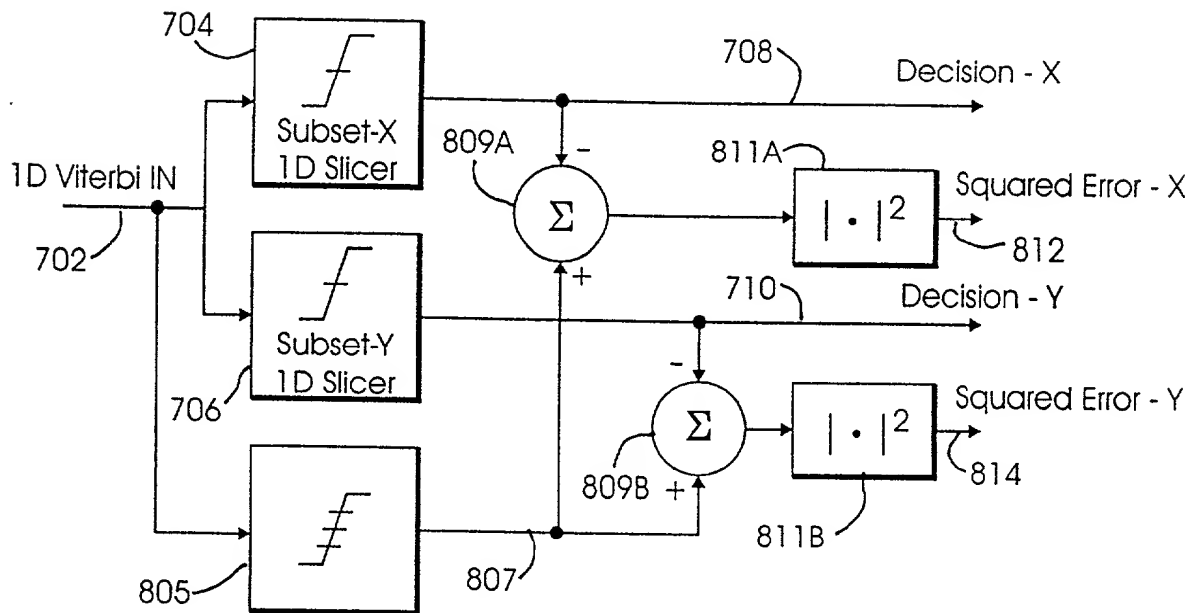 704
708
Decision - X
Subset-X
1D Slicer
809A
-
811A
1D Viterbi IN
Σ
| • |²
Squared Error - X
702
812
+
710
Decision - Y
Subset-Y
1D Slicer
-
706
Σ
| • |²
Squared Error - Y
809B
+
814
811B
805
807